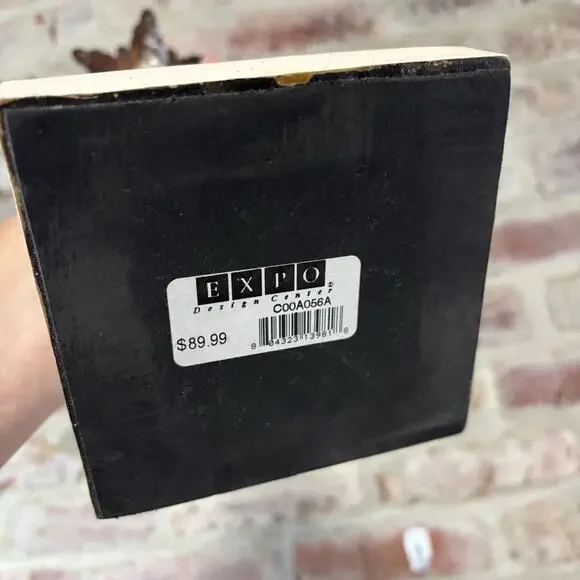 EXPO®
Design Center
C00A056A
$89.99
8 04323 13981 8